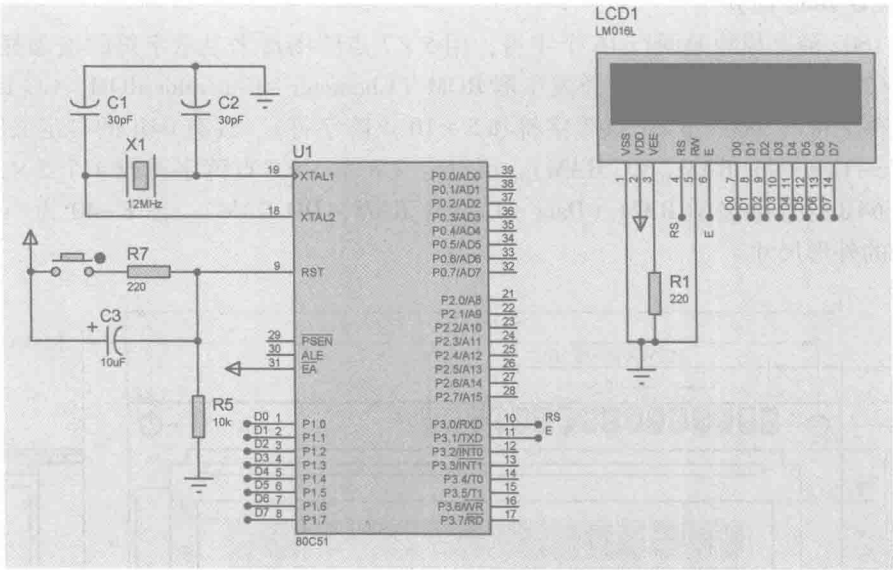 LCD1
LM016L
C1
30pF
C2
30pF
X1
12MHz
U1
19
XTAL1
18
XTAL2
9
RST
29
PSEN
30
ALE
31
EA
D0 1 P1.0
D1 2 P1.1
D2 3 P1.2
D3 4 P1.3
D4 5 P1.4
D5 6 P1.5
D6 7 P1.6
D7 8 P1.7
80C51
P0.0/AD0 39
P0.1/AD1 38
P0.2/AD2 37
P0.3/AD3 36
P0.4/AD4 35
P0.5/AD5 34
P0.6/AD6 33
P0.7/AD7 32
P2.0/A8 21
P2.1/A9 22
P2.2/A10 23
P2.3/A11 24
P2.4/A12 25
P2.5/A13 26
P2.6/A14 27
P2.7/A15 28
P3.0/RXD 10 RS
P3.1/TXD 11 E
P3.2/INT0 12
P3.3/INT1 13
P3.4/T0 14
P3.5/T1 15
P3.6/WR 16
P3.7/RD 17
R7
220
C3
+
10uF
R5
10k
VSS VDD VEE RS RW E D0 D1 D2 D3 D4 D5 D6 D7
1 2 3 4 5 6 7 8 9 10 11 12 13 14
RS E D0 D1 D2 D3 D4 D5 D6 D7
R1
220